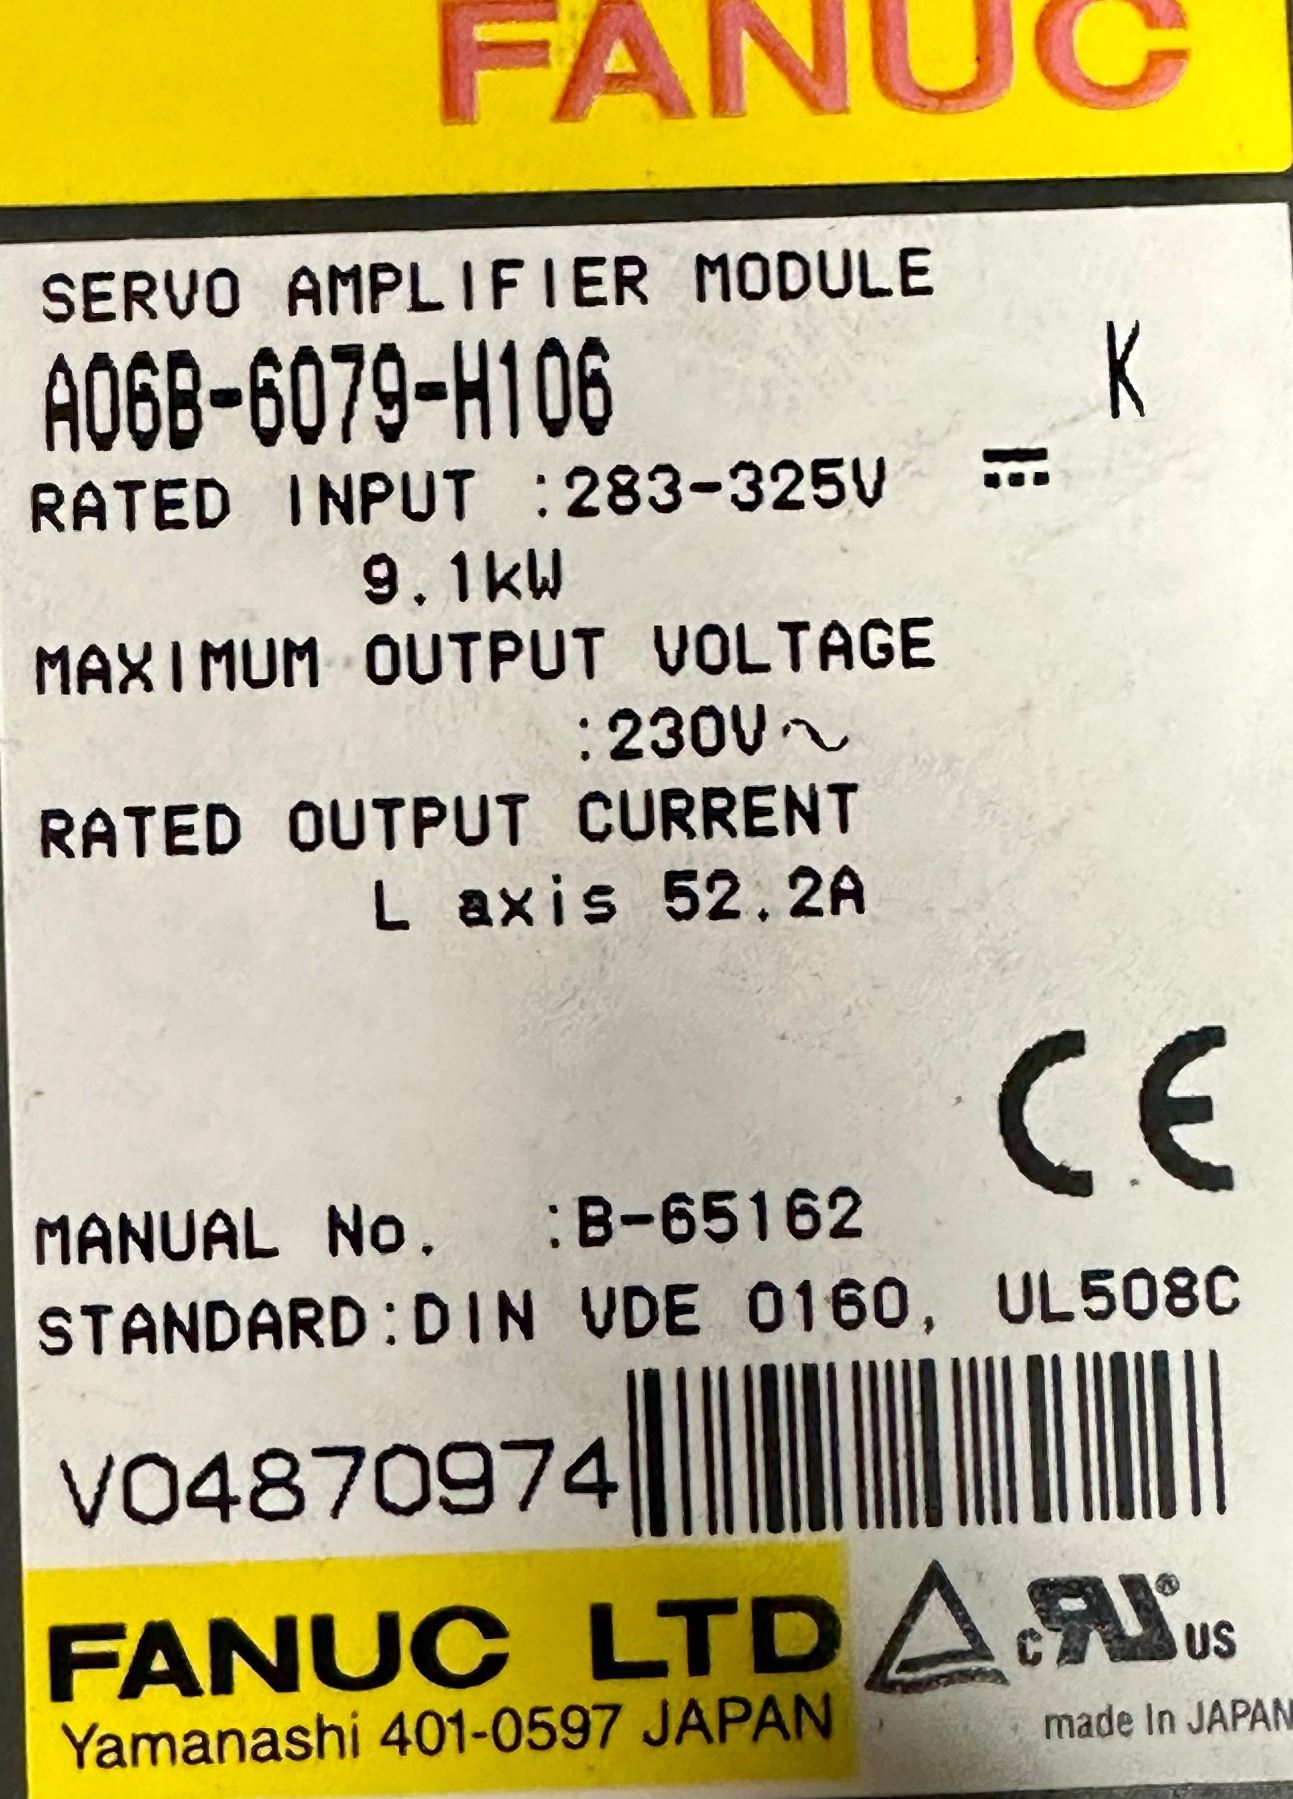 FANUC
SERVO AMPLIFIER MODULE
A06B-6079-H106 K
RATED INPUT :283-325V ⎓
9.1kW
MAXIMUM OUTPUT VOLTAGE
:230V~
RATED OUTPUT CURRENT
L axis 52.2A
CE
MANUAL No. :B-65162
STANDARD:DIN VDE 0160, UL508C
V04870974
FANUC LTD
Yamanashi 401-0597 JAPAN
c RU ® US
made In JAPAN